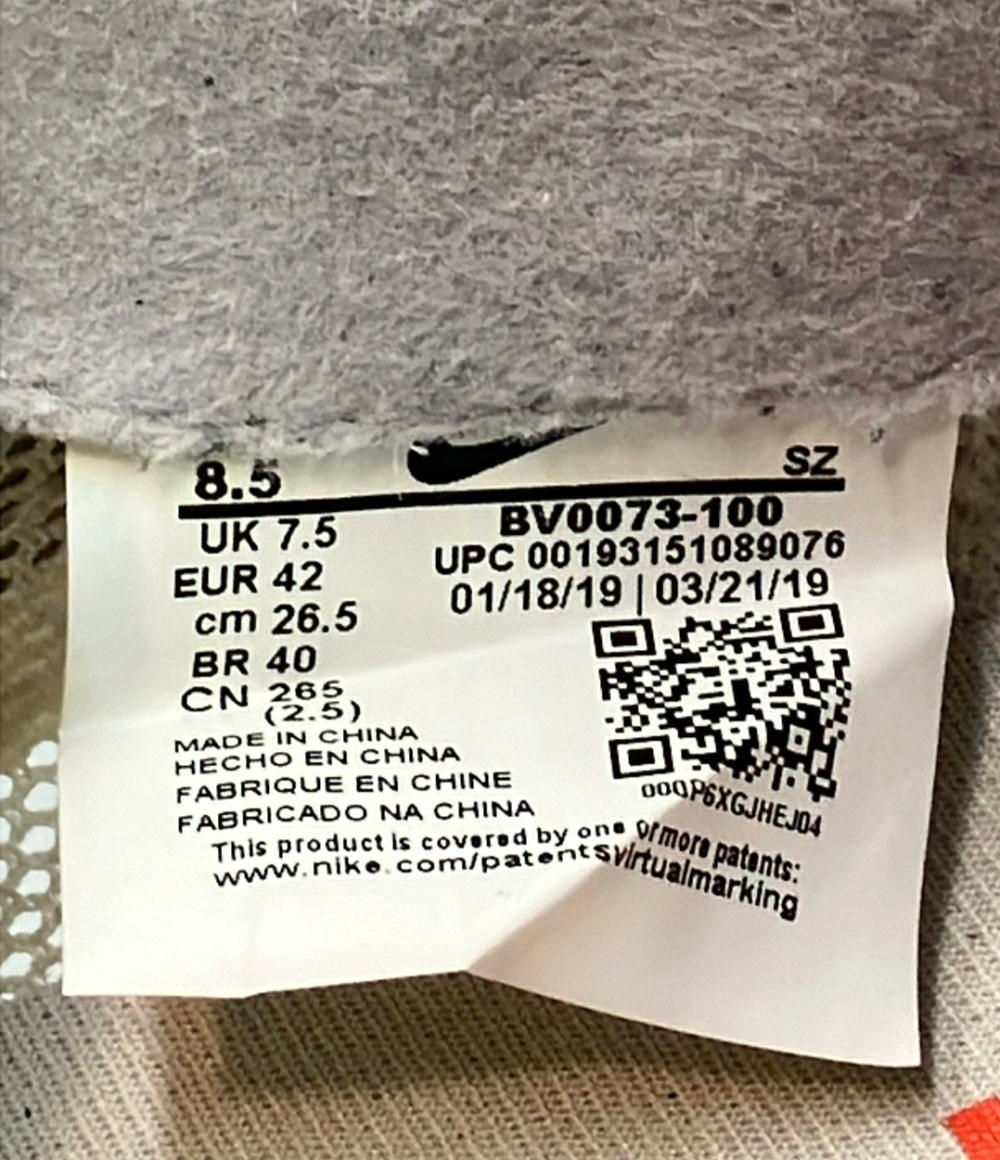 8.5
SZ
UK 7.5
BV0073-100
EUR 42
UPC 00193151089076
cm 26.5
01/18/19 | 03/21/19
BR 40
CN 265
(2.5)
MADE IN CHINA
HECHO EN CHINA
FABRIQUE EN CHINE
FABRICADO NA CHINA
000P6XGJHEJ04
This product is covered by one or more patents:
www.nike.com/patentsvirtualmarking